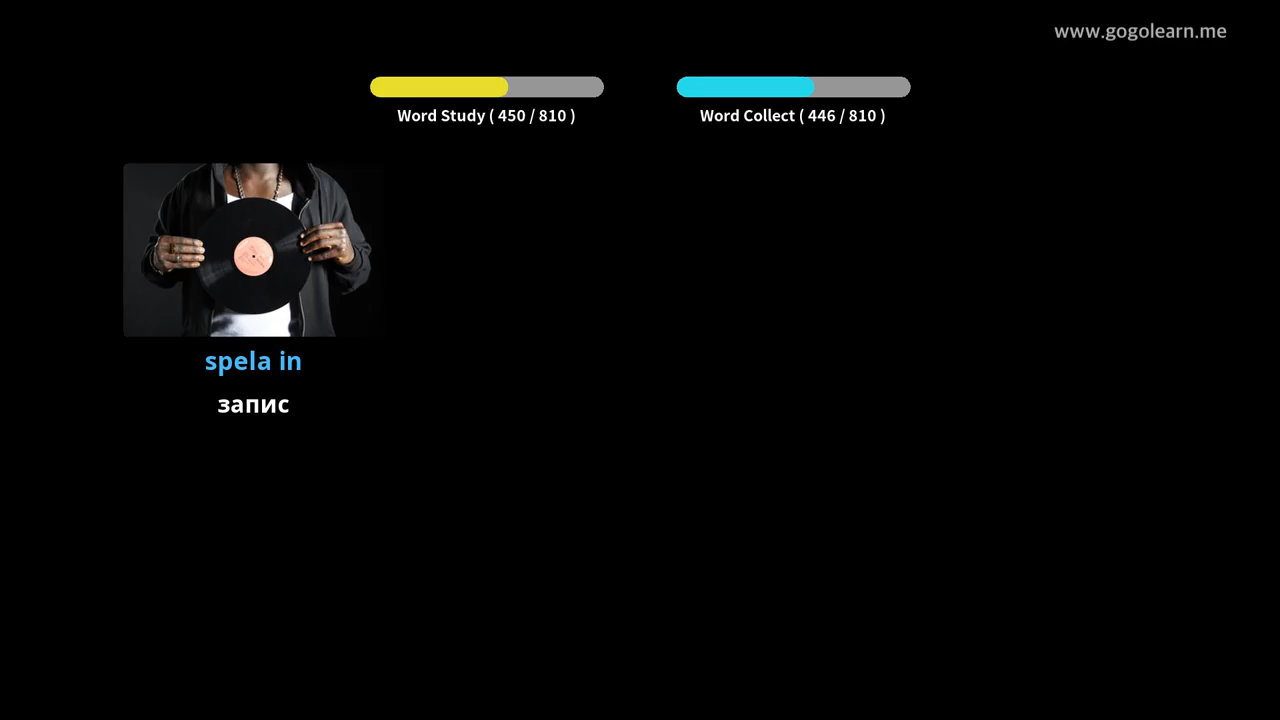 www.gogolearn.me
Word Study ( 450 / 810 )
Word Collect ( 446 / 810 )
spela in
запис